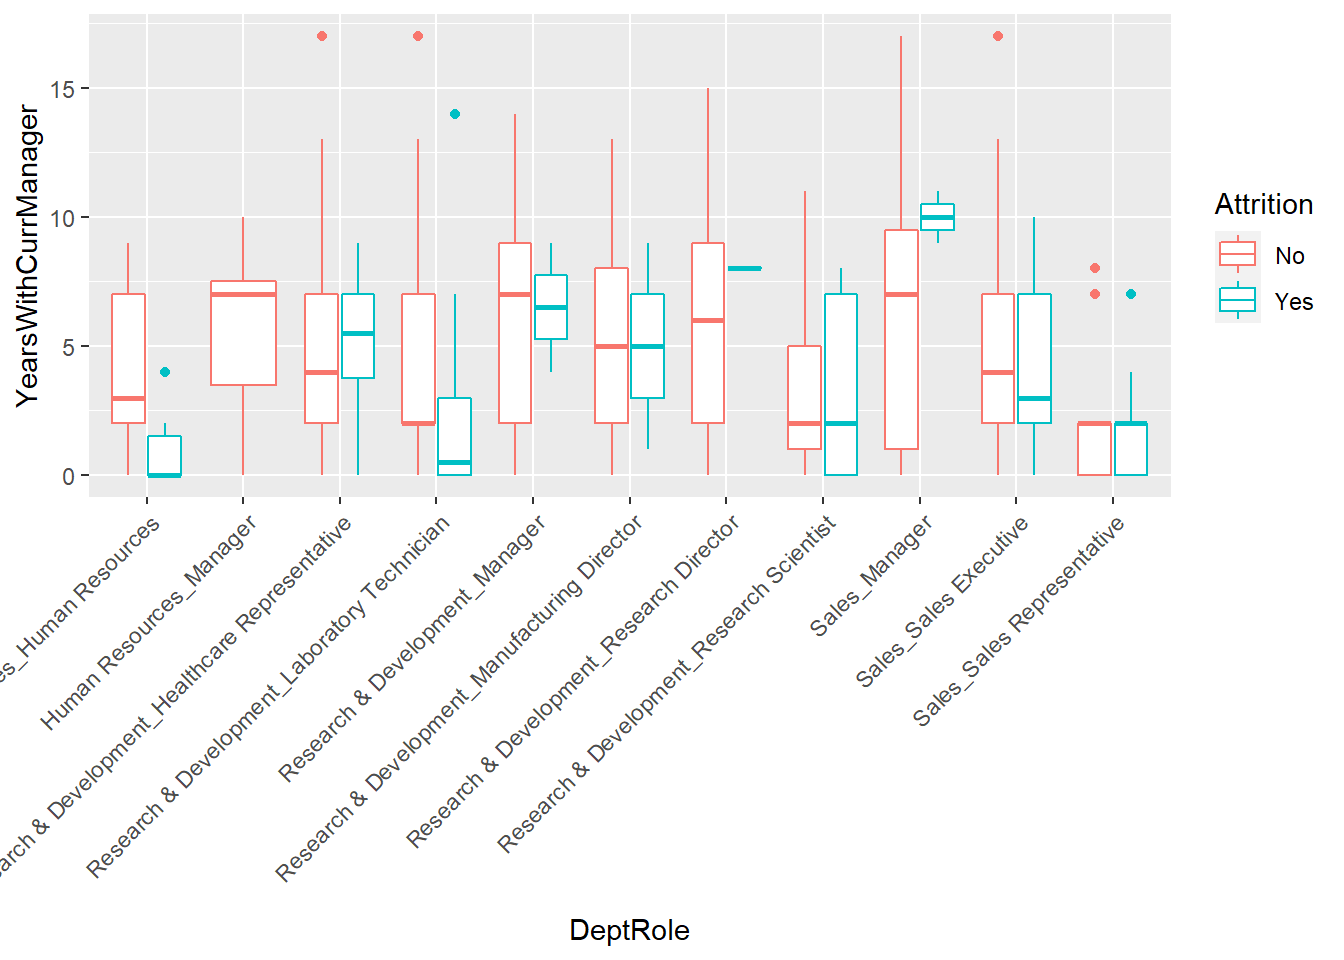 YearsWithCurrManager
15
10
5
0
es_Human Resources
Human Resources_Manager
arch & Development_Healthcare Representative
Research & Development_Laboratory Technician
Research & Development_Manager
Research & Development_Manufacturing Director
Research & Development_Research Director
Research & Development_Research Scientist
Sales_Manager
Sales_Sales Executive
Sales_Sales Representative
DeptRole
Attrition
No
Yes